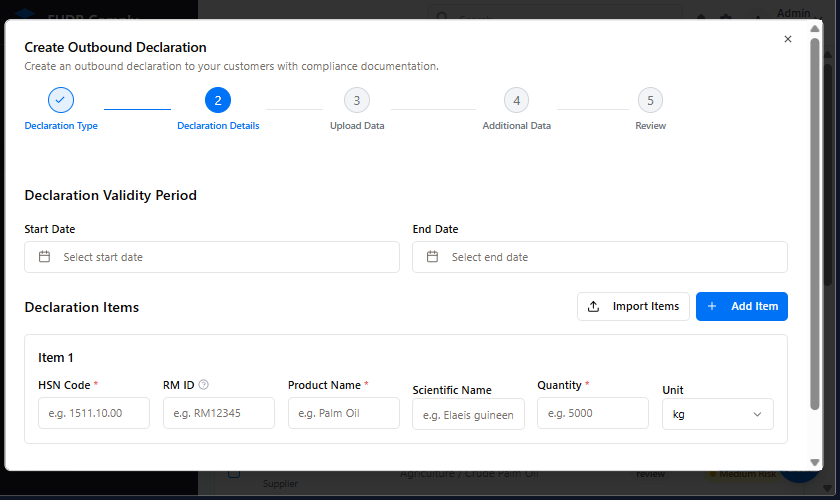 EUDR Comply
Search
Admin
Create Outbound Declaration
Create an outbound declaration to your customers with compliance documentation.
2 3 4 5
Declaration Type Declaration Details Upload Data Additional Data Review
Declaration Validity Period
Start Date End Date
Select start date Select end date
Declaration Items Import Items Add Item
Item 1
HSN Code * RM ID Product Name * Scientific Name Quantity * Unit
e.g. 1511.10.00 e.g. RM12345 e.g. Palm Oil e.g. Elaeis guineen e.g. 5000 kg
Agriculture / Crude Palm Oil review Medium Risk
Supplier